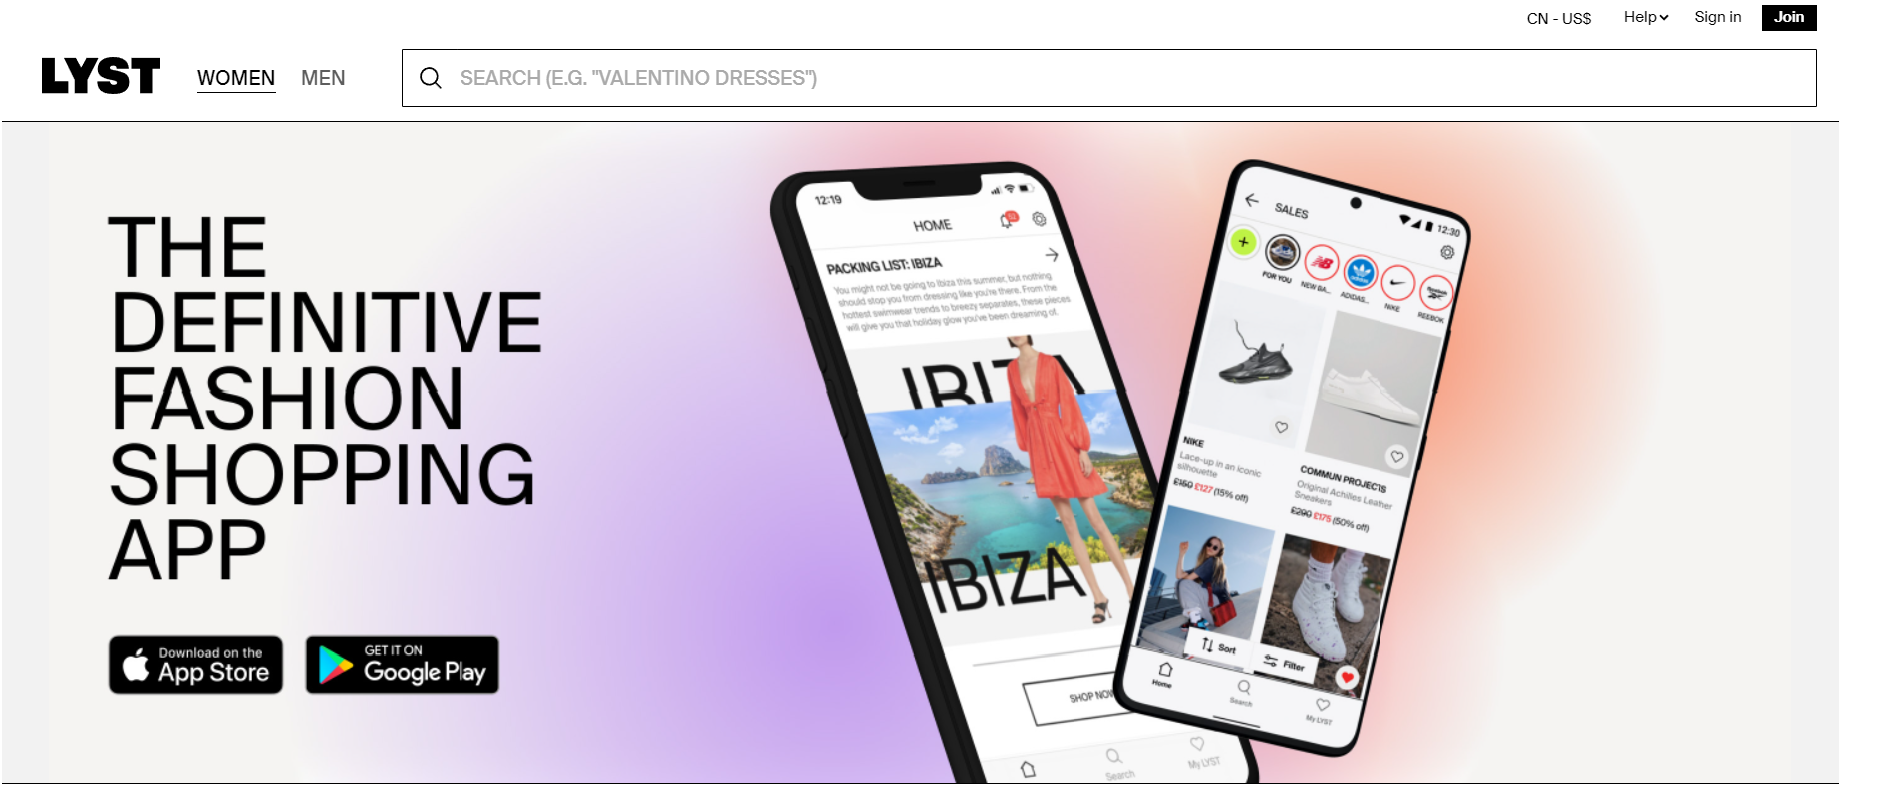 CN - US$ Help Sign in Join
LYST WOMEN MEN SEARCH (E.G. "VALENTINO DRESSES")
THE
DEFINITIVE
FASHION
SHOPPING
APP
Download on the
App Store
GET IT ON
Google Play
12:19
HOME
PACKING LIST: IBIZA
You might not be going to Ibiza this summer, but nothing
should stop you from dressing like you're there. From the
hottest swimwear trends to breezy separates, these pieces
will give you that holiday glow you've been dreaming of.
IBIZA
IBIZA
SHOP NOW
Search
My LYST
12:30
SALES
FOR YOU NEW BA... ADIDAS... NIKE REEBOK
NIKE
Lace-up in an iconic
silhouette
£150 £127 (15% off)
COMMUN PROJECTS
Original Achilles Leather
Sneakers
£290 £175 (50% off)
Sort
Filter
Home
Search
My LYST